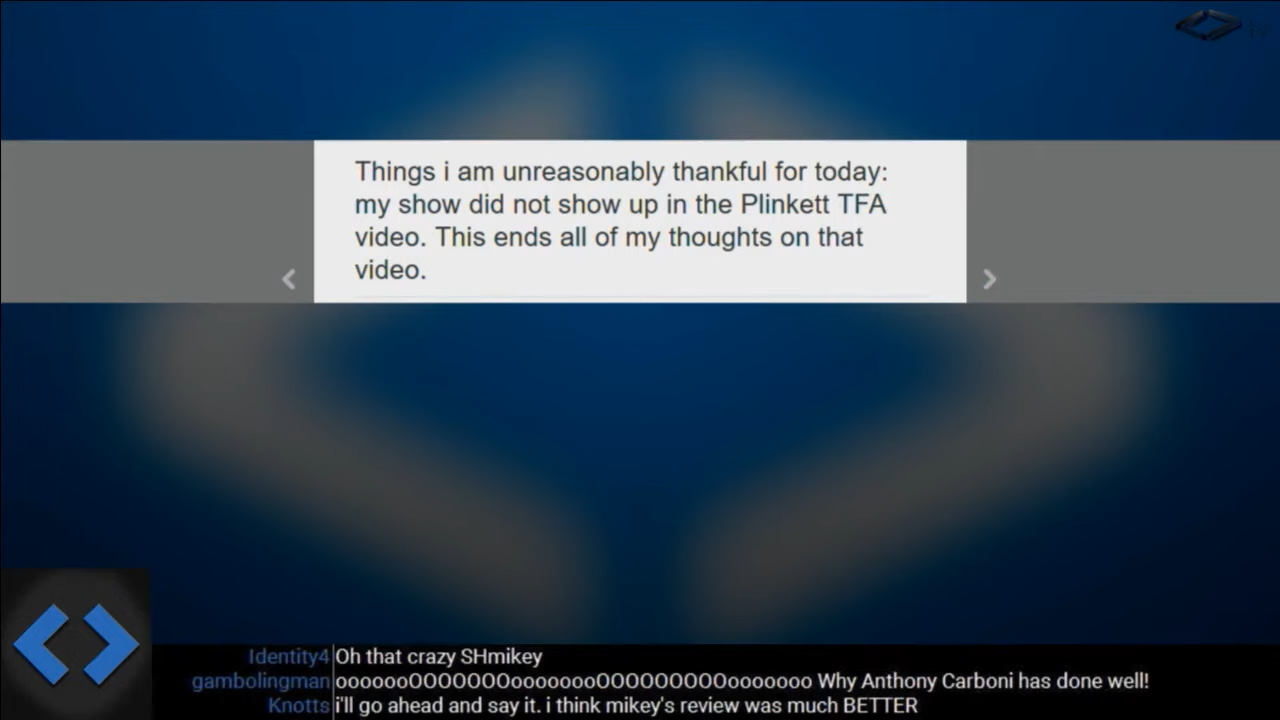 Things i am unreasonably thankful for today:
my show did not show up in the Plinkett TFA
video. This ends all of my thoughts on that
video.
Identity4 Oh that crazy SHmikey
gambolingman ooooooOOOOOOOoooooooOOOOOOOOOooooooo Why Anthony Carboni has done well!
Knotts i'll go ahead and say it. i think mikey's review was much BETTER